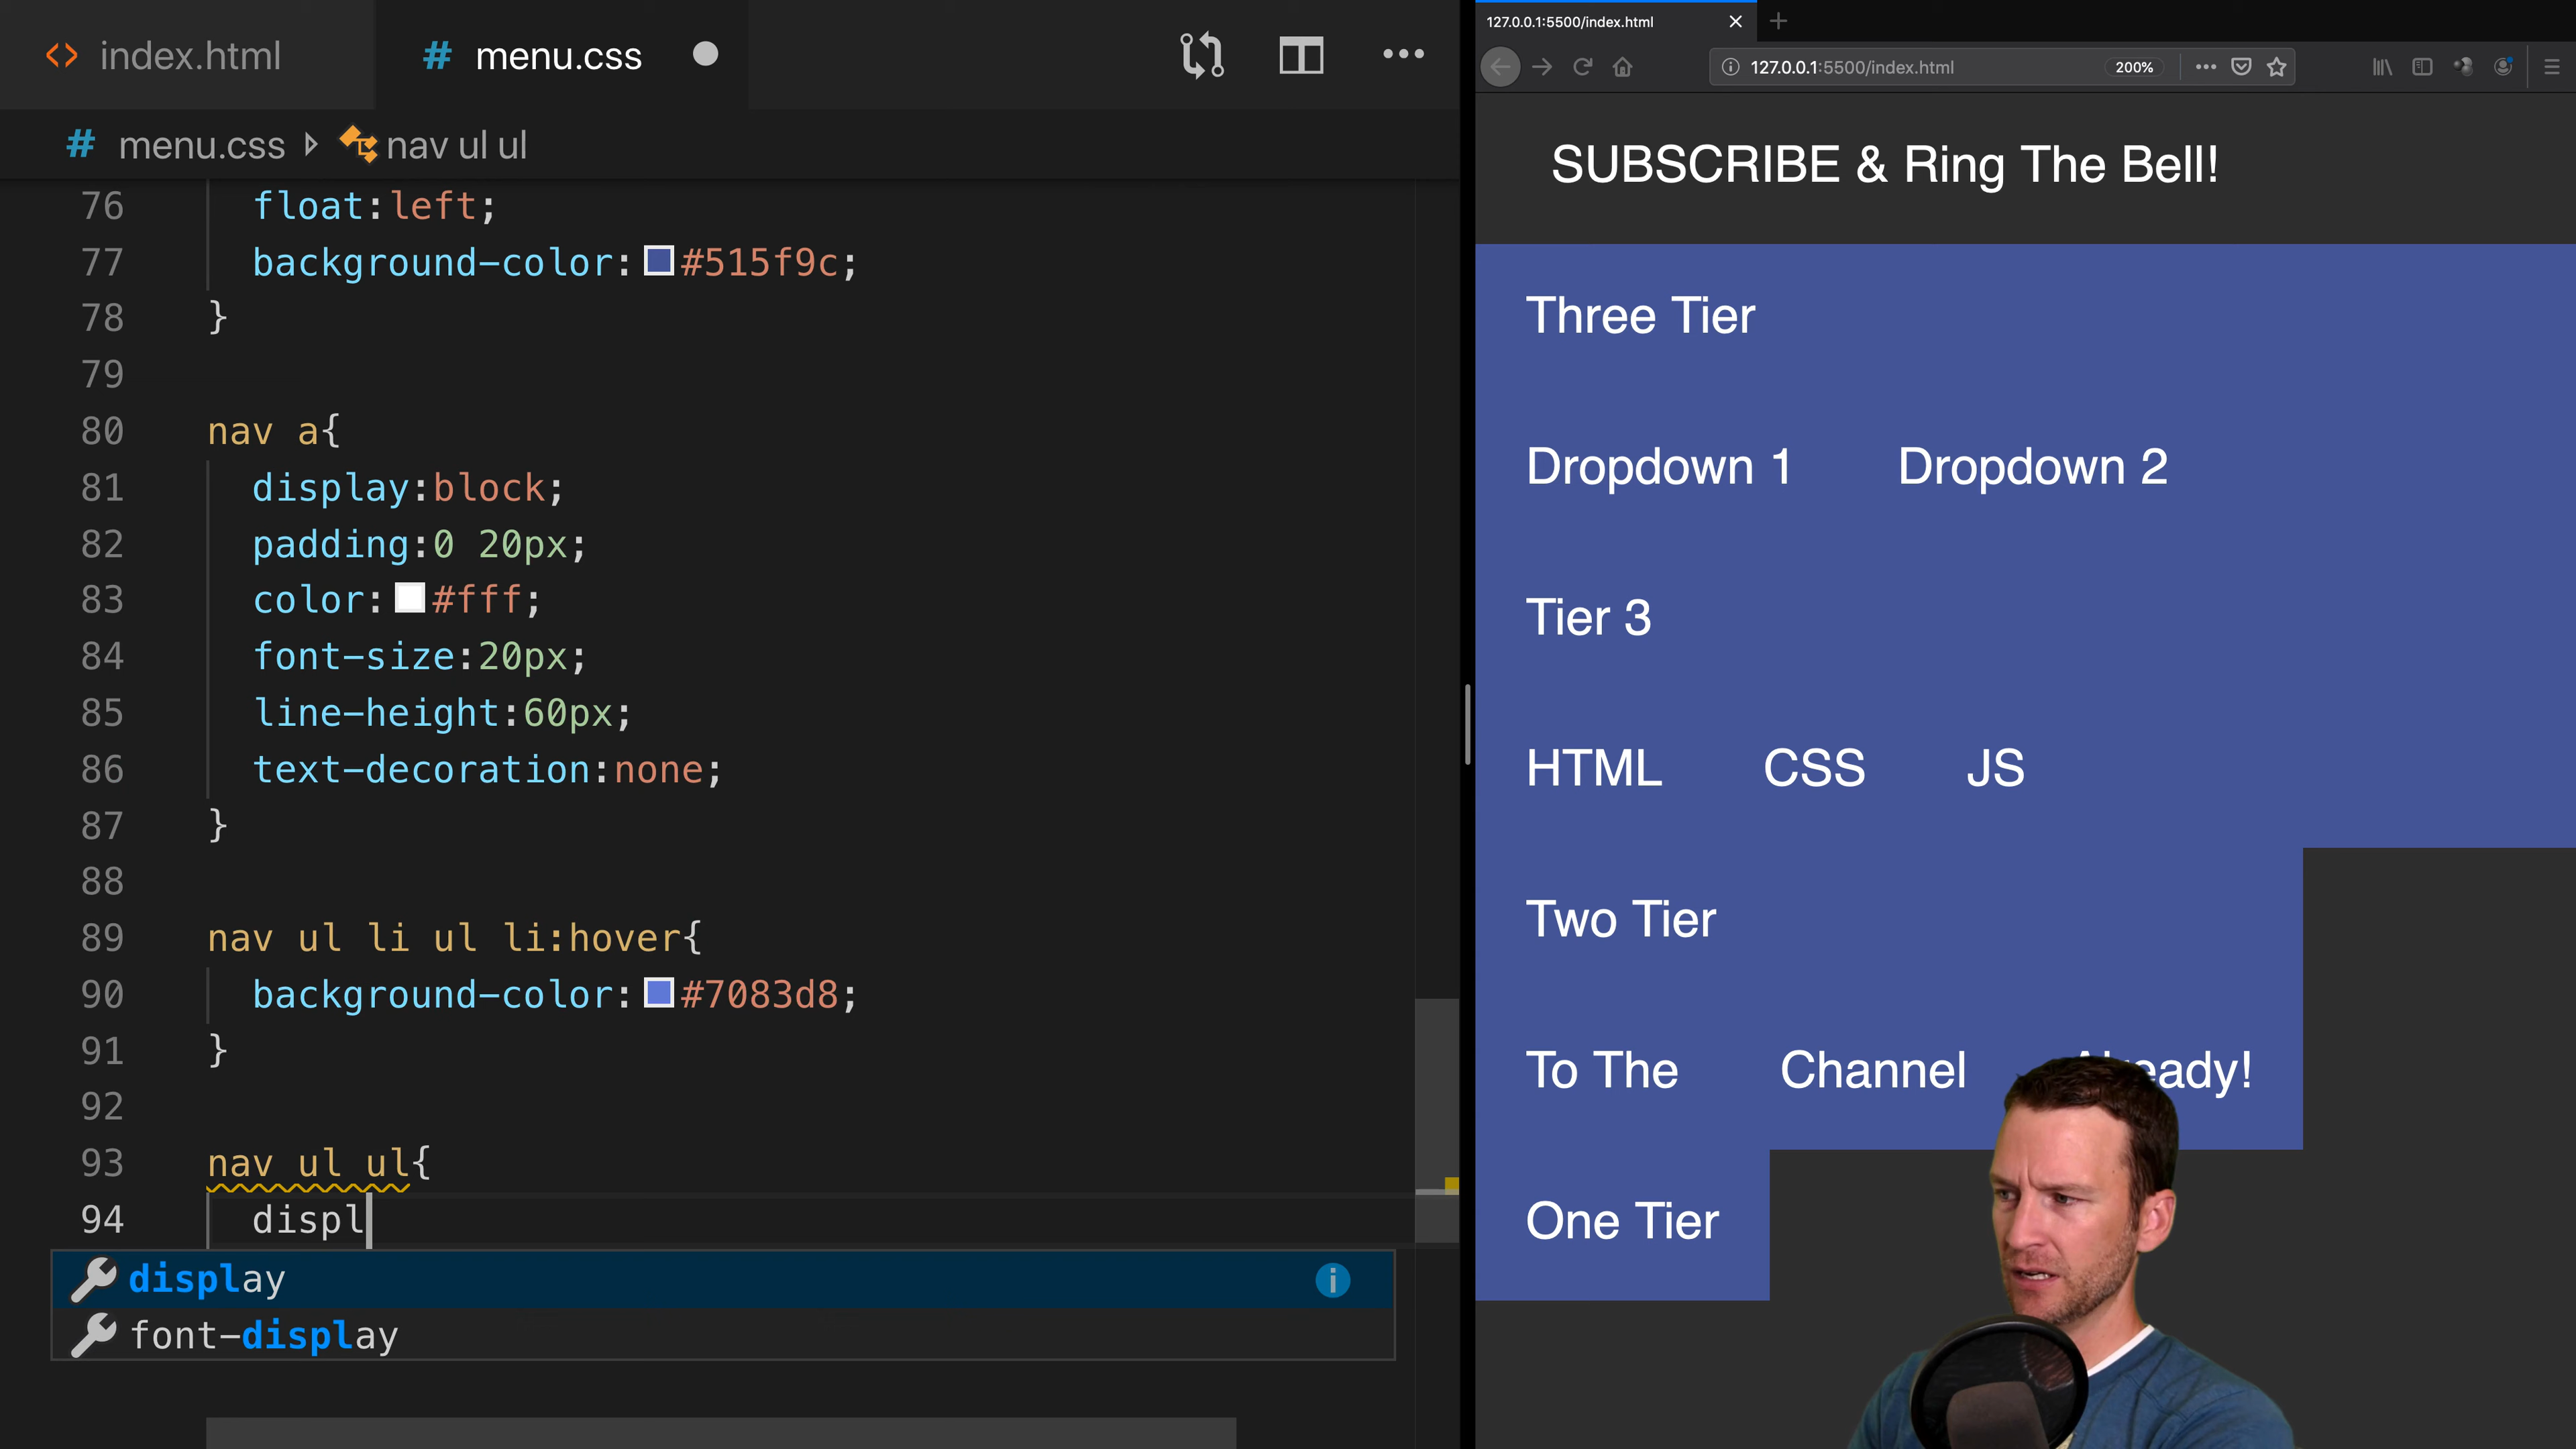 index.html
menu.css
menu.css nav ul ul
76 float:left;
77 background-color: #515f9c;
78 }
79
80 nav a{
81 display:block;
82 padding:0 20px;
83 color: #fff;
84 font-size:20px;
85 line-height:60px;
86 text-decoration:none;
87 }
88
89 nav ul li ul li:hover{
90 background-color: #7083d8;
91 }
92
93 nav ul ul{
94 displ
display
font-display
127.0.0.1:5500/index.html
127.0.0.1:5500/index.html 200%
SUBSCRIBE & Ring The Bell!
Three Tier
Dropdown 1 Dropdown 2
Tier 3
HTML CSS JS
Two Tier
To The Channel Already!
One Tier